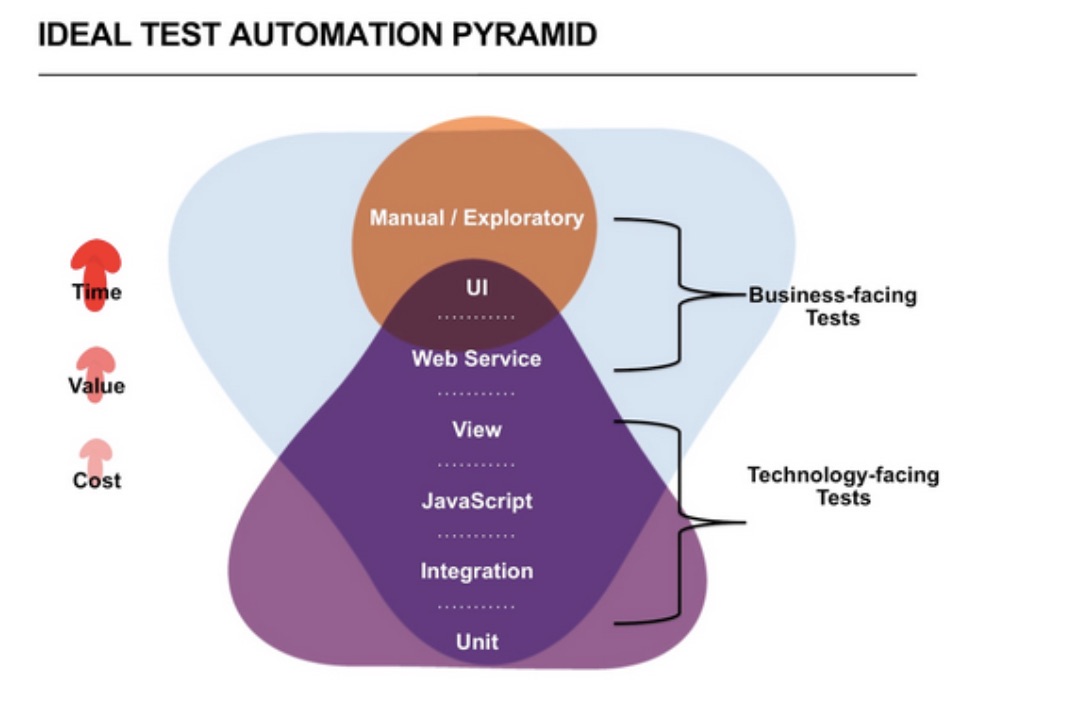 IDEAL TEST AUTOMATION PYRAMID
Manual / Exploratory
UI
Web Service
View
JavaScript
Integration
Unit
Time
Value
Cost
Business-facing
Tests
Technology-facing
Tests